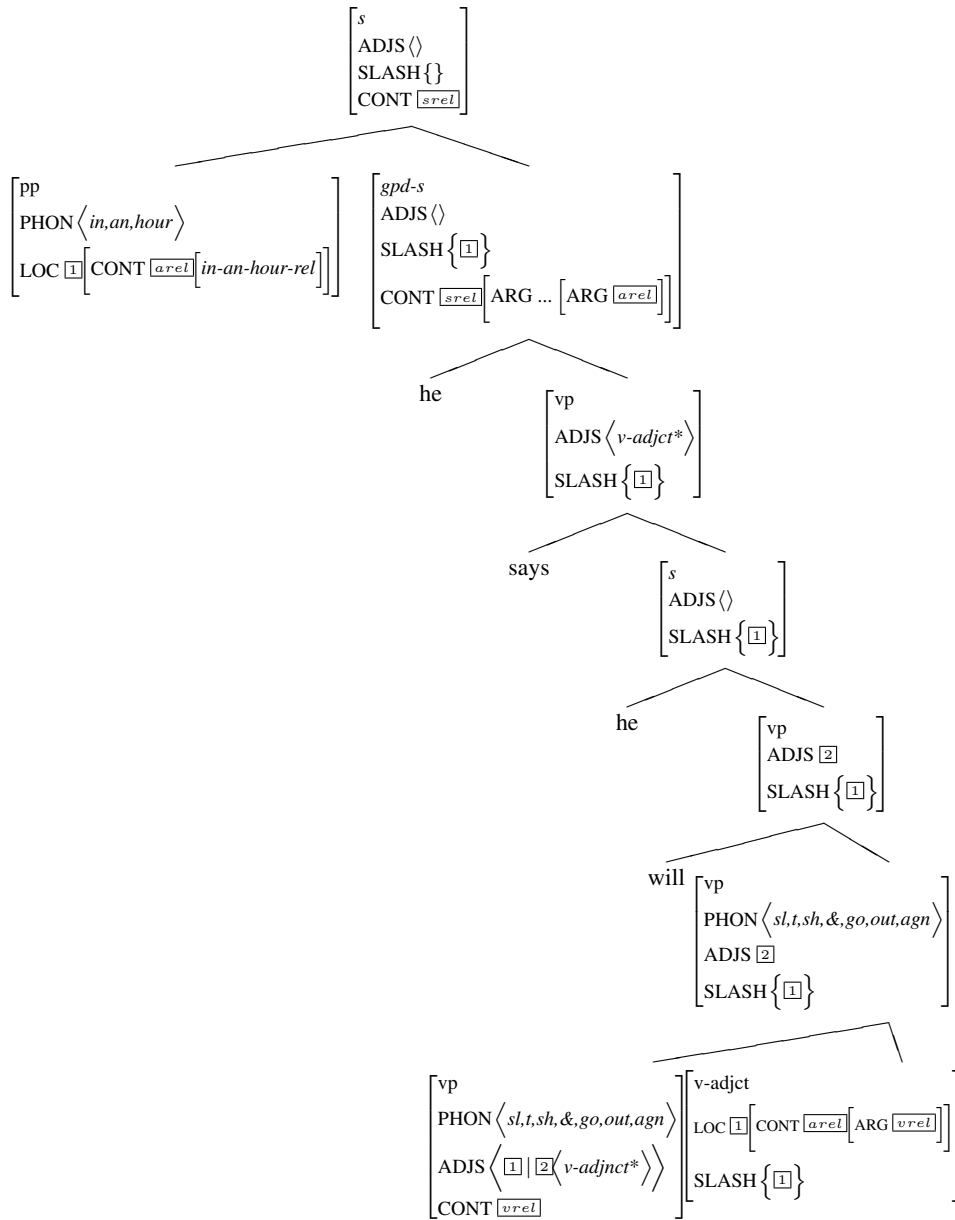 s
ADJS ⟨⟩
SLASH {}
CONT srel
pp
PHON ⟨in,an,hour⟩
LOC 1 [CONT arel [in-an-hour-rel]]
gpd-s
ADJS ⟨⟩
SLASH {1}
CONT srel [ARG ... [ARG arel]]
he
vp
ADJS ⟨v-adjct*⟩
SLASH {1}
says
s
ADJS ⟨⟩
SLASH {1}
he
vp
ADJS 2
SLASH {1}
will
vp
PHON ⟨sl,t,sh,&,go,out,agn⟩
ADJS 2
SLASH {1}
vp
PHON ⟨sl,t,sh,&,go,out,agn⟩
ADJS ⟨1 | 2⟨v-adjnct*⟩⟩
CONT vrel
v-adjct
LOC 1 [CONT arel [ARG vrel]]
SLASH {1}